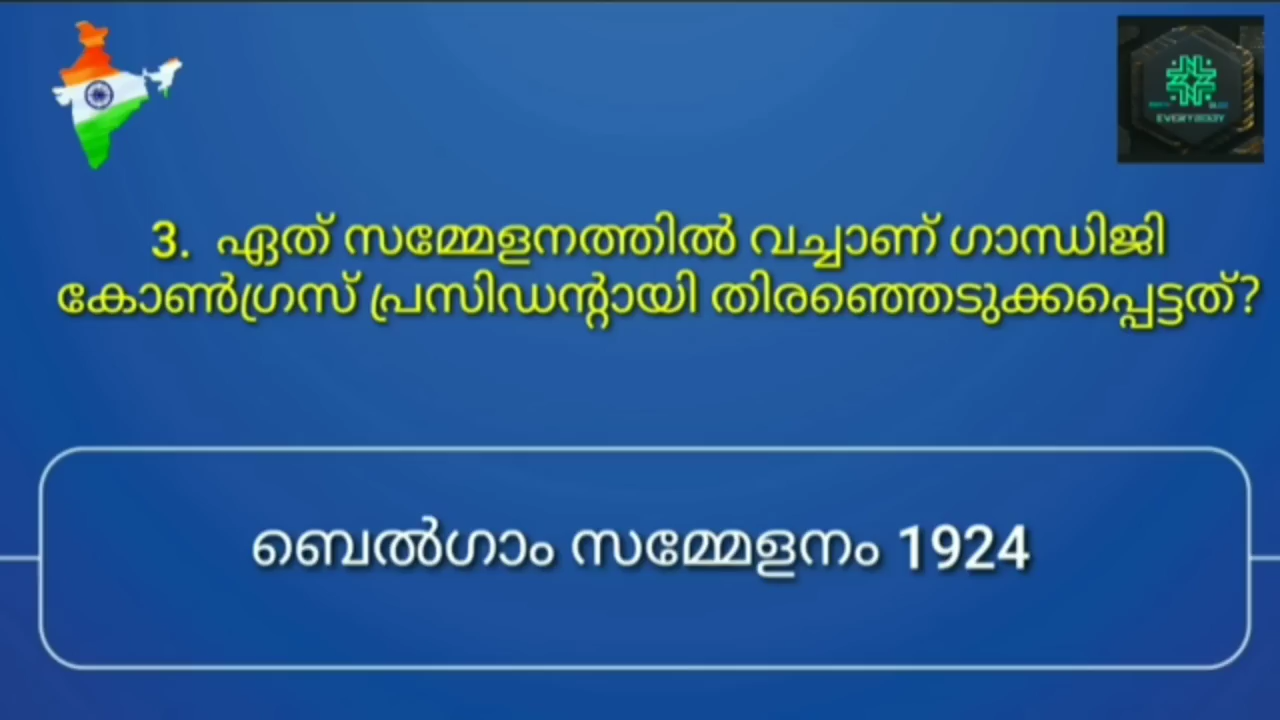 3. ഏത് സമ്മേളനത്തിൽ വച്ചാണ് ഗാന്ധിജി
കോൺഗ്രസ് പ്രസിഡന്റായി തിരഞ്ഞെടുക്കപ്പെട്ടത്?
ബെൽഗാം സമ്മേളനം 1924